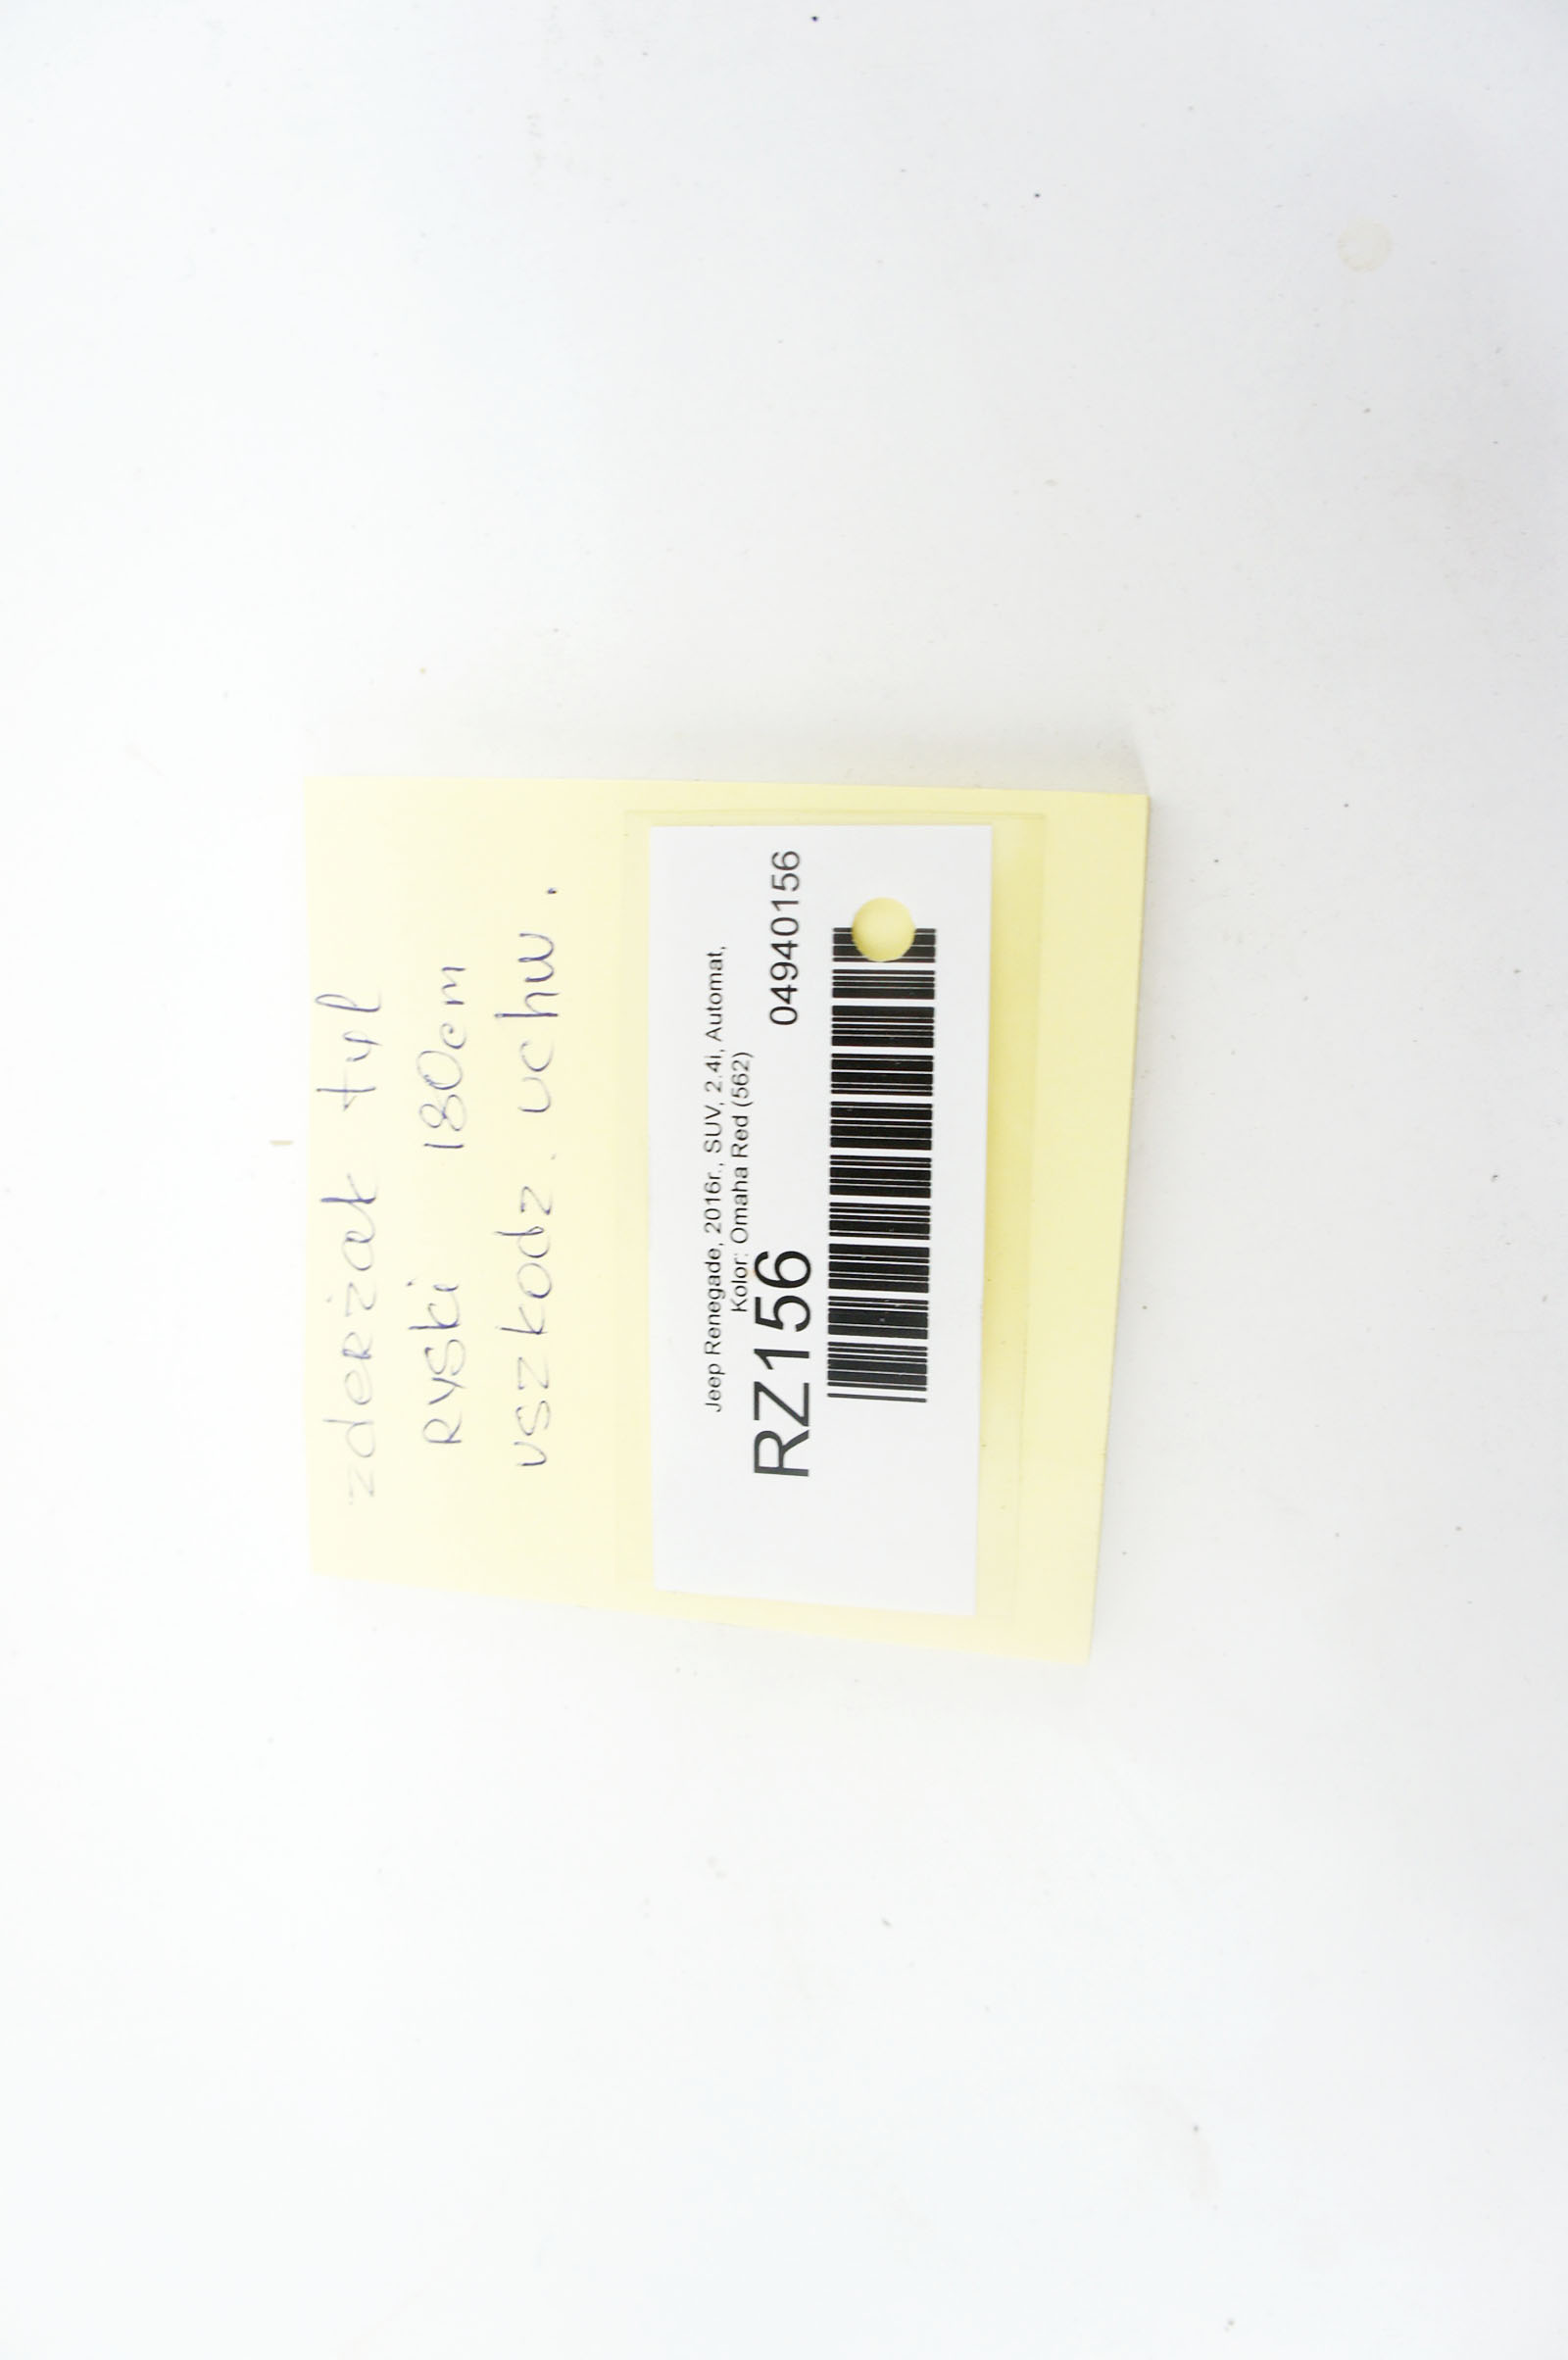 zderzak tył
Ryski 180cm
uszkodz. uchw.
Jeep Renegade, 2016r., SUV, 2.4i, Automat,
Kolor: Omaha Red (562)
RZ156 04940156